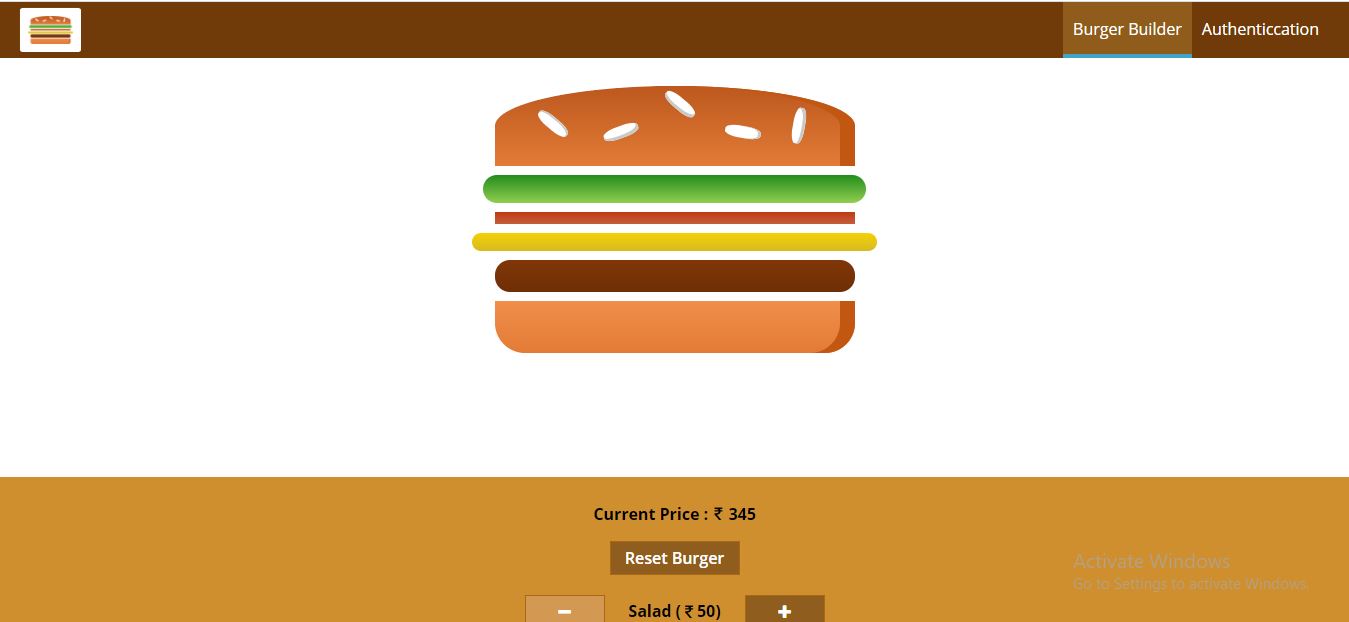 Burger Builder Authenticcation
Current Price : ₹ 345
Reset Burger
− Salad ( ₹ 50) +
Activate Windows
Go to Settings to activate Windows.